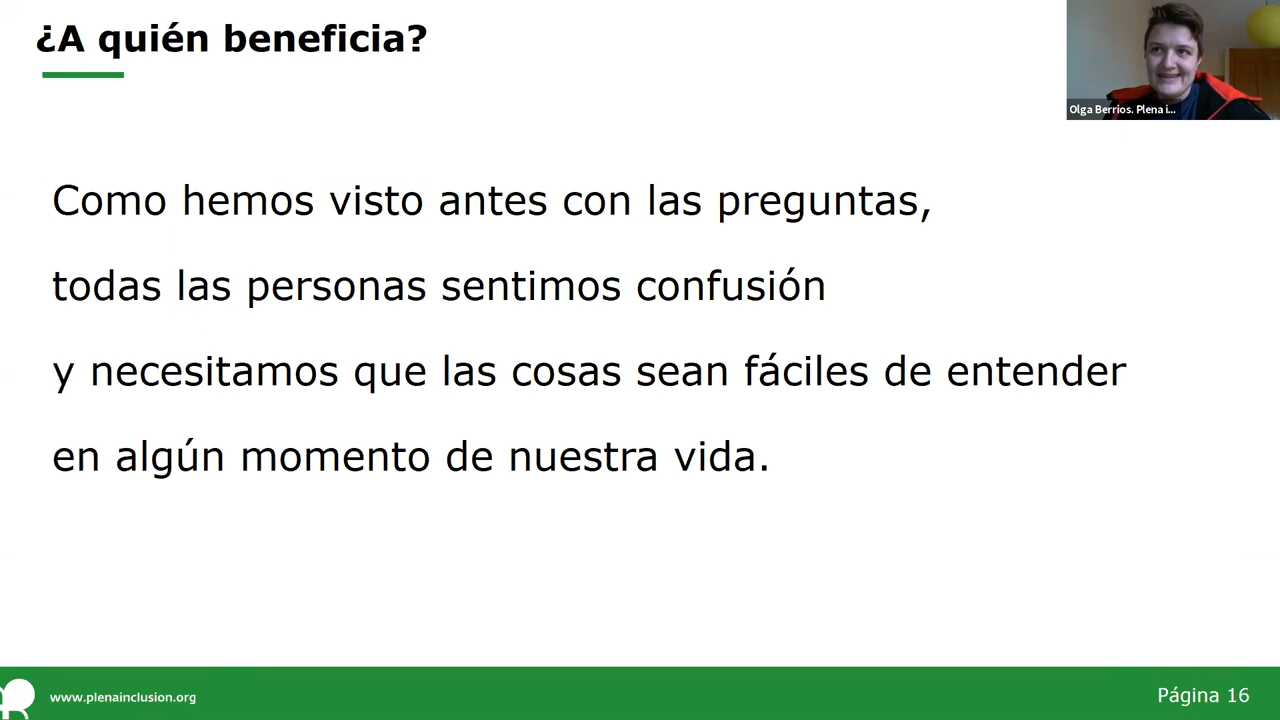 ¿A quién beneficia?
Olga Berrios. Plena i...
Como hemos visto antes con las preguntas,
todas las personas sentimos confusión
y necesitamos que las cosas sean fáciles de entender
en algún momento de nuestra vida.
www.plenainclusion.org
Página 16